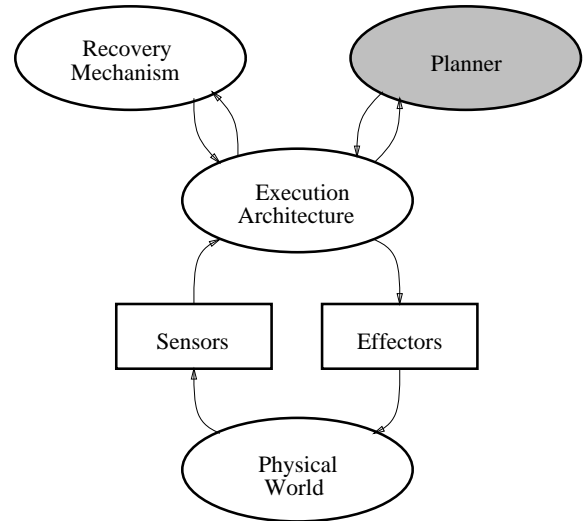 Recovery
Mechanism
Planner
Execution
Architecture
Sensors
Effectors
Physical
World